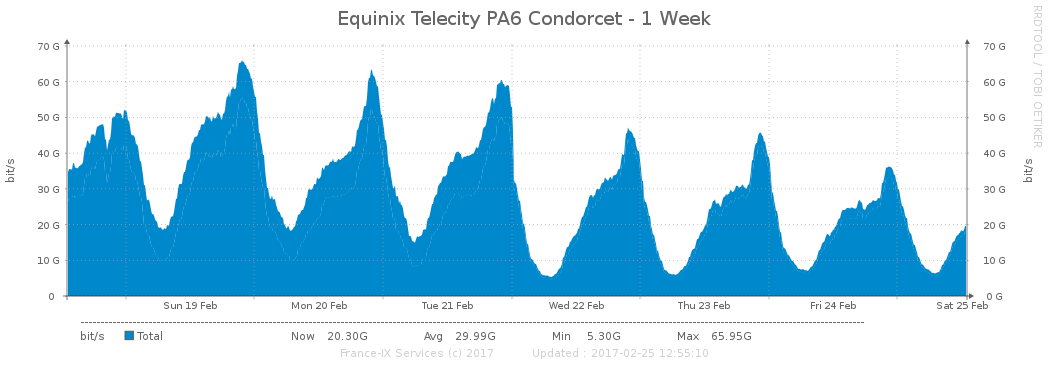 Equinix Telecity PA6 Condorcet - 1 Week
RRDTOOL / TOBI OETIKER
bit/s
70 G
60 G
50 G
40 G
30 G
20 G
10 G
0
70 G
60 G
50 G
40 G
30 G
20 G
10 G
0 G
bit/s
Sun 19 Feb Mon 20 Feb Tue 21 Feb Wed 22 Feb Thu 23 Feb Fri 24 Feb Sat 25 Feb
bit/s Total Now 20.30G Avg 29.99G Min 5.30G Max 65.95G
France-IX Services (c) 2017 Updated : 2017-02-25 12:55:10